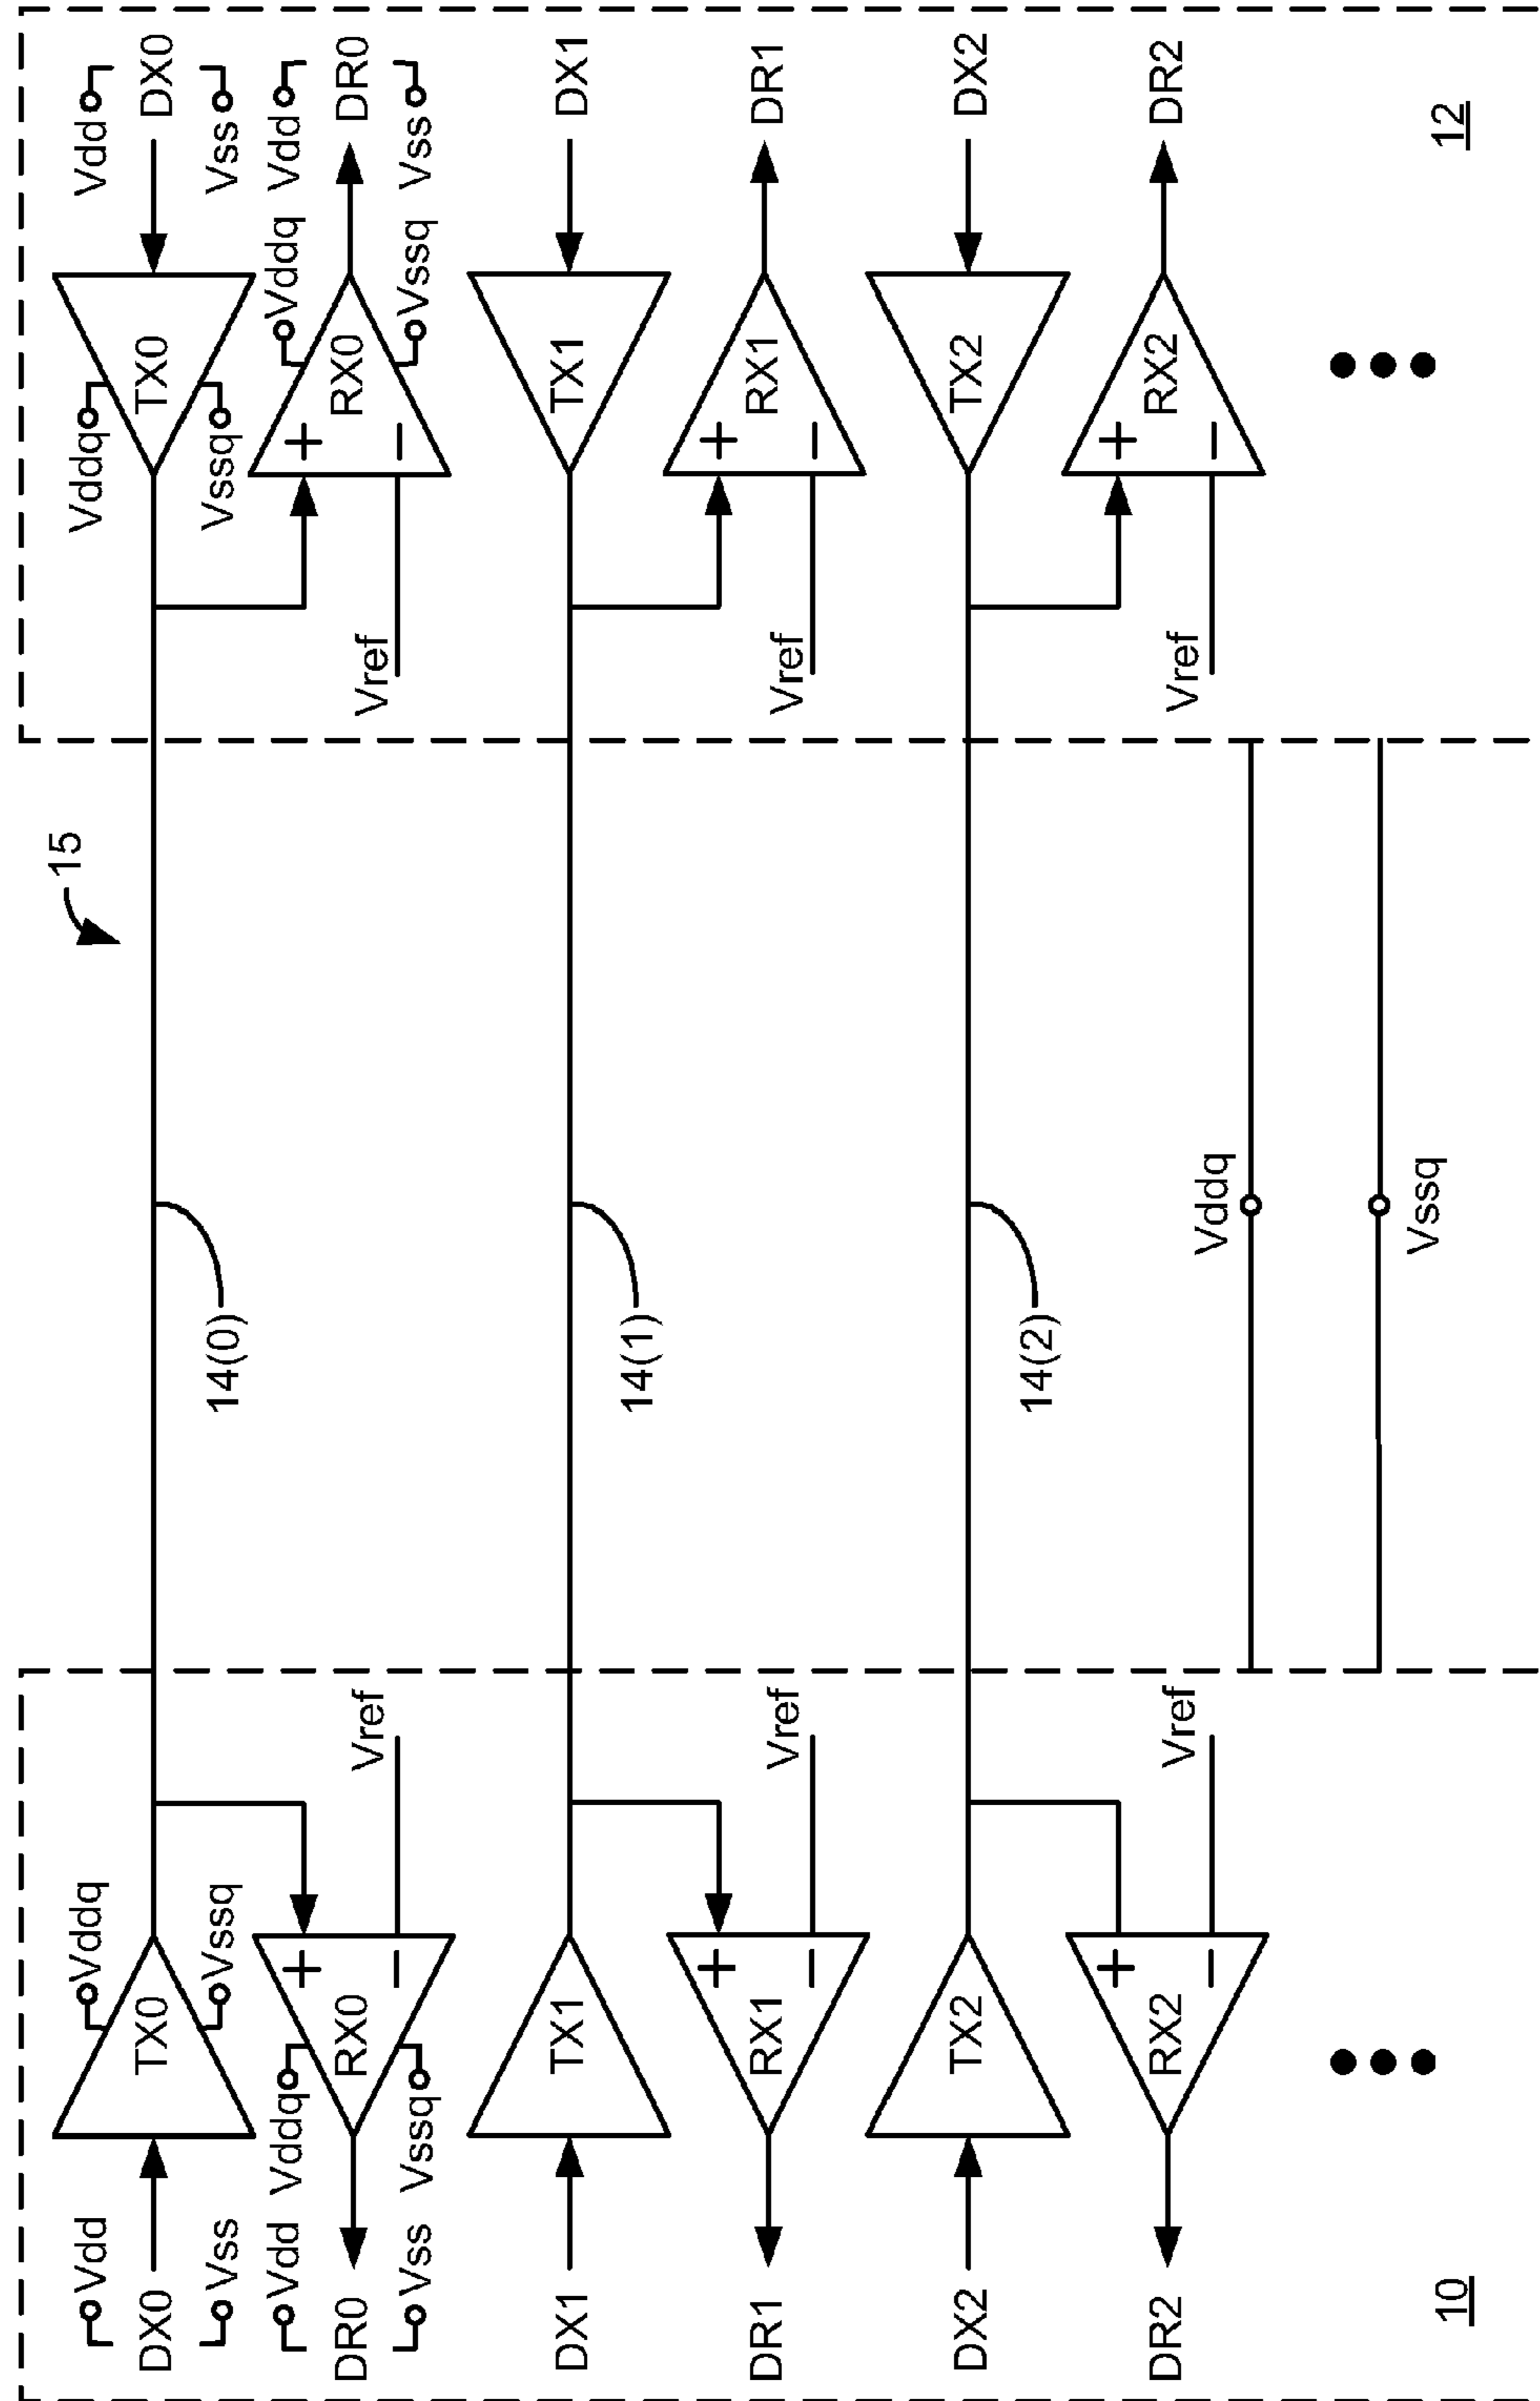 15
Vdd
Vddq
Vddq
Vdd
DX0
TX0
TX0
DX0
Vss
Vssq
14(0)
Vssq
Vss
Vdd
Vddq
Vddq
Vdd
DR0
RX0
+
−
Vref
Vref
+
−
RX0
DR0
Vss
Vssq
Vssq
Vss
DX1
TX1
14(1)
TX1
DX1
DR1
RX1
+
−
Vref
Vref
+
−
RX1
DR1
DX2
TX2
14(2)
TX2
DX2
DR2
RX2
+
−
Vref
Vref
+
−
RX2
DR2
Vddq
Vssq
10
12